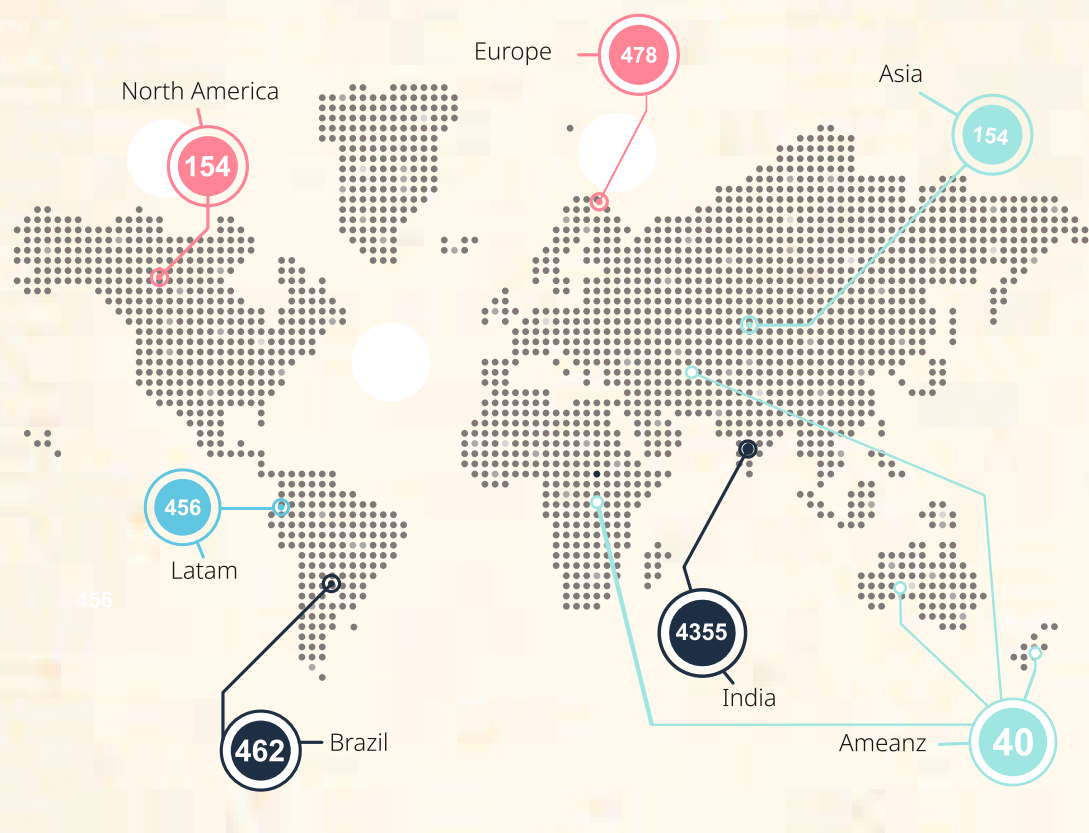 Europe
478
Asia
154
North America
154
456
Latam
456
4355
India
462
Brazil
Ameanz
40